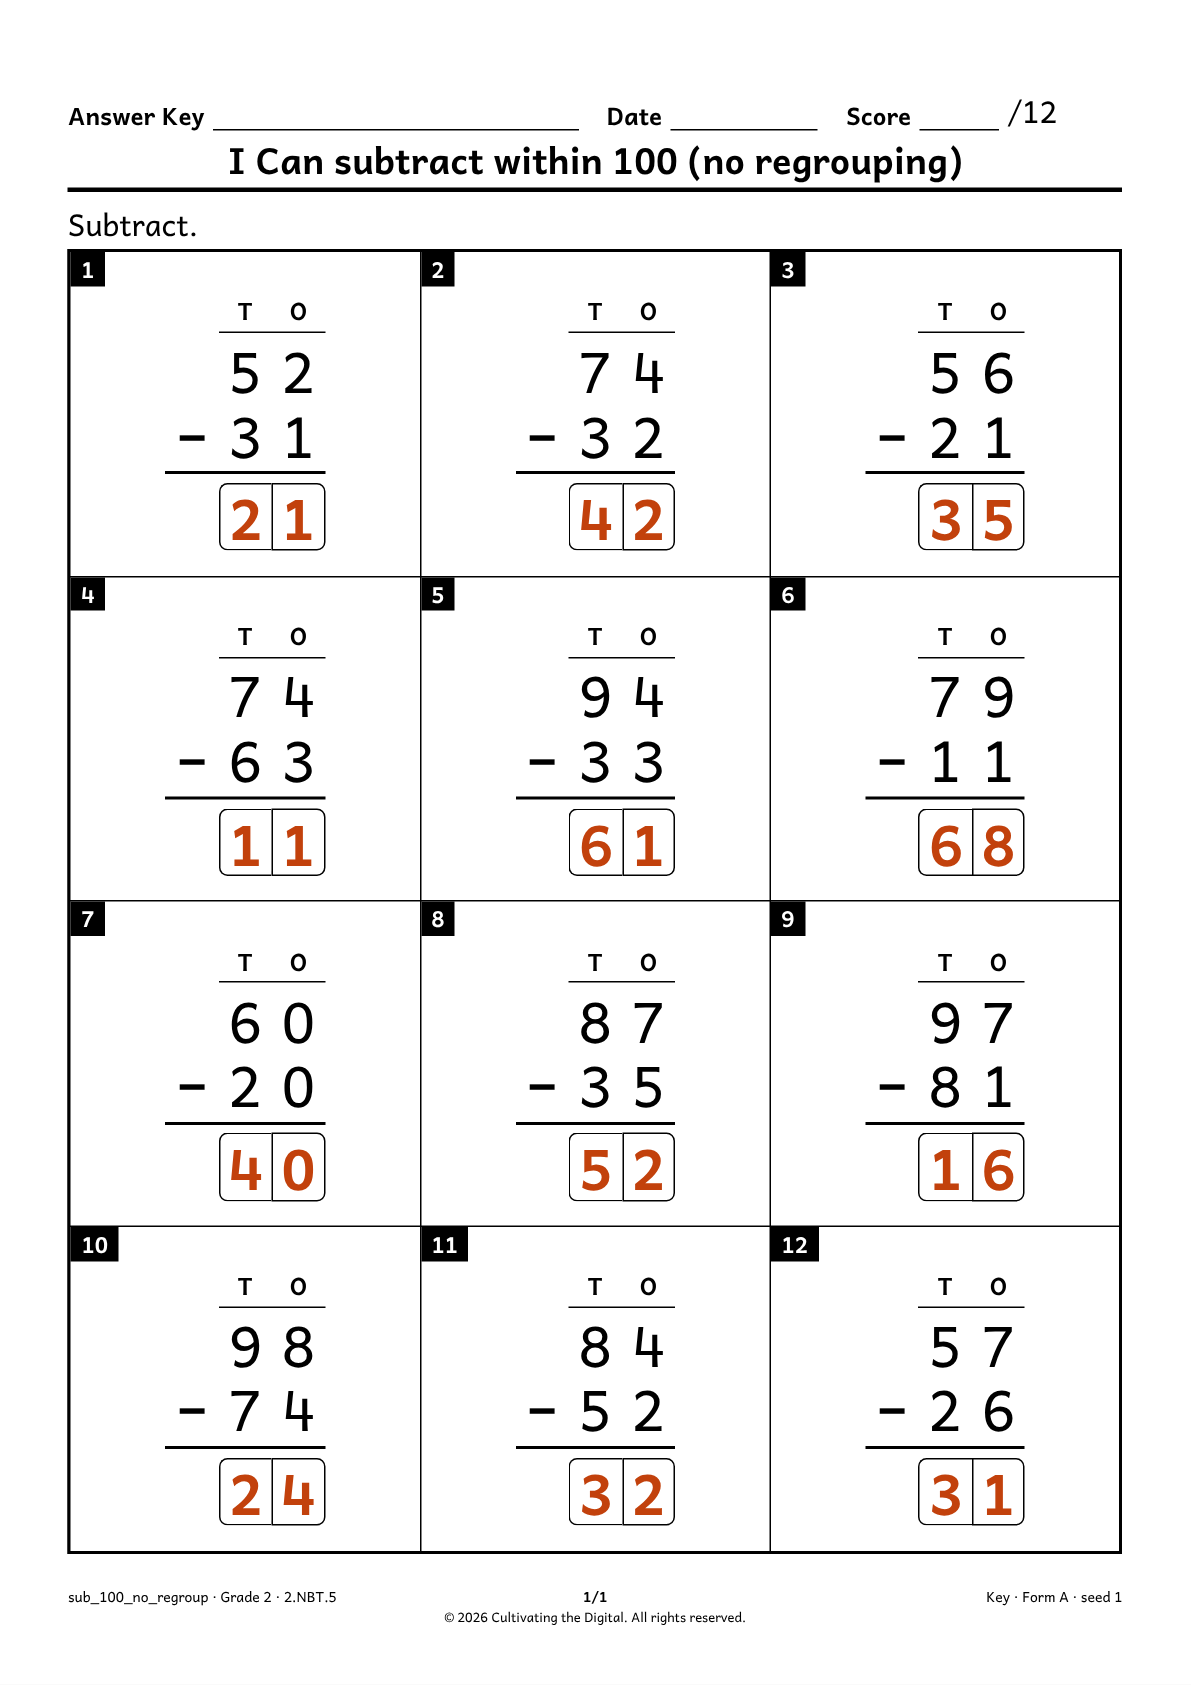 Answer Key Date Score /12
I Can subtract within 100 (no regrouping)
Subtract.
1 2 3
T O T O T O
5 2 7 4 5 6
− 3 1 − 3 2 − 2 1
2 1 4 2 3 5
4 5 6
T O T O T O
7 4 9 4 7 9
− 6 3 − 3 3 − 1 1
1 1 6 1 6 8
7 8 9
T O T O T O
6 0 8 7 9 7
− 2 0 − 3 5 − 8 1
4 0 5 2 1 6
10 11 12
T O T O T O
9 8 8 4 5 7
− 7 4 − 5 2 − 2 6
2 4 3 2 3 1
sub_100_no_regroup · Grade 2 · 2.NBT.5 1/1 Key · Form A · seed 1
© 2026 Cultivating the Digital. All rights reserved.